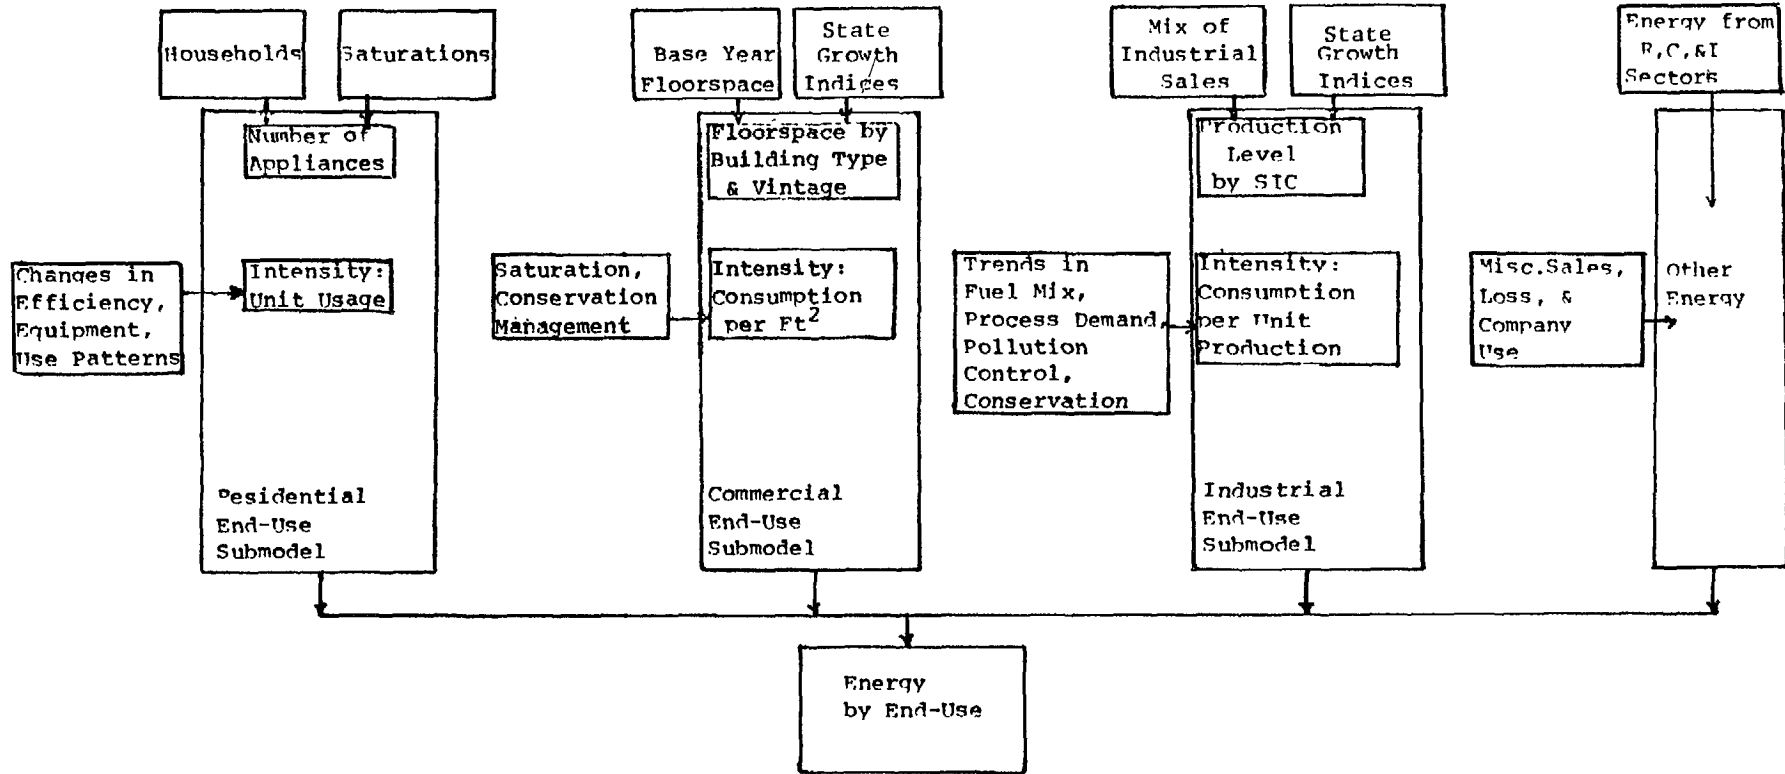 Households
Saturations
Base Year
Floorspace
State
Growth
Indices
Mix of
Industrial
Sales
State
Growth
Indices
Energy from
R,C,&I
Sectors
Number of
Appliances
Floorspace by
Building Type
& Vintage
Production
Level
by SIC
Changes in
Efficiency,
Equipment,
Use Patterns
Intensity:
Unit Usage
Saturation,
Conservation
Management
Intensity:
Consumption
per Ft2
Trends in
Fuel Mix,
Process Demand,
Pollution
Control,
Conservation
Intensity:
Consumption
per Unit
Production
Misc.Sales,
Loss, &
Company
Use
Other
Energy
Residential
End-Use
Submodel
Commercial
End-Use
Submodel
Industrial
End-Use
Submodel
Energy
by End-Use